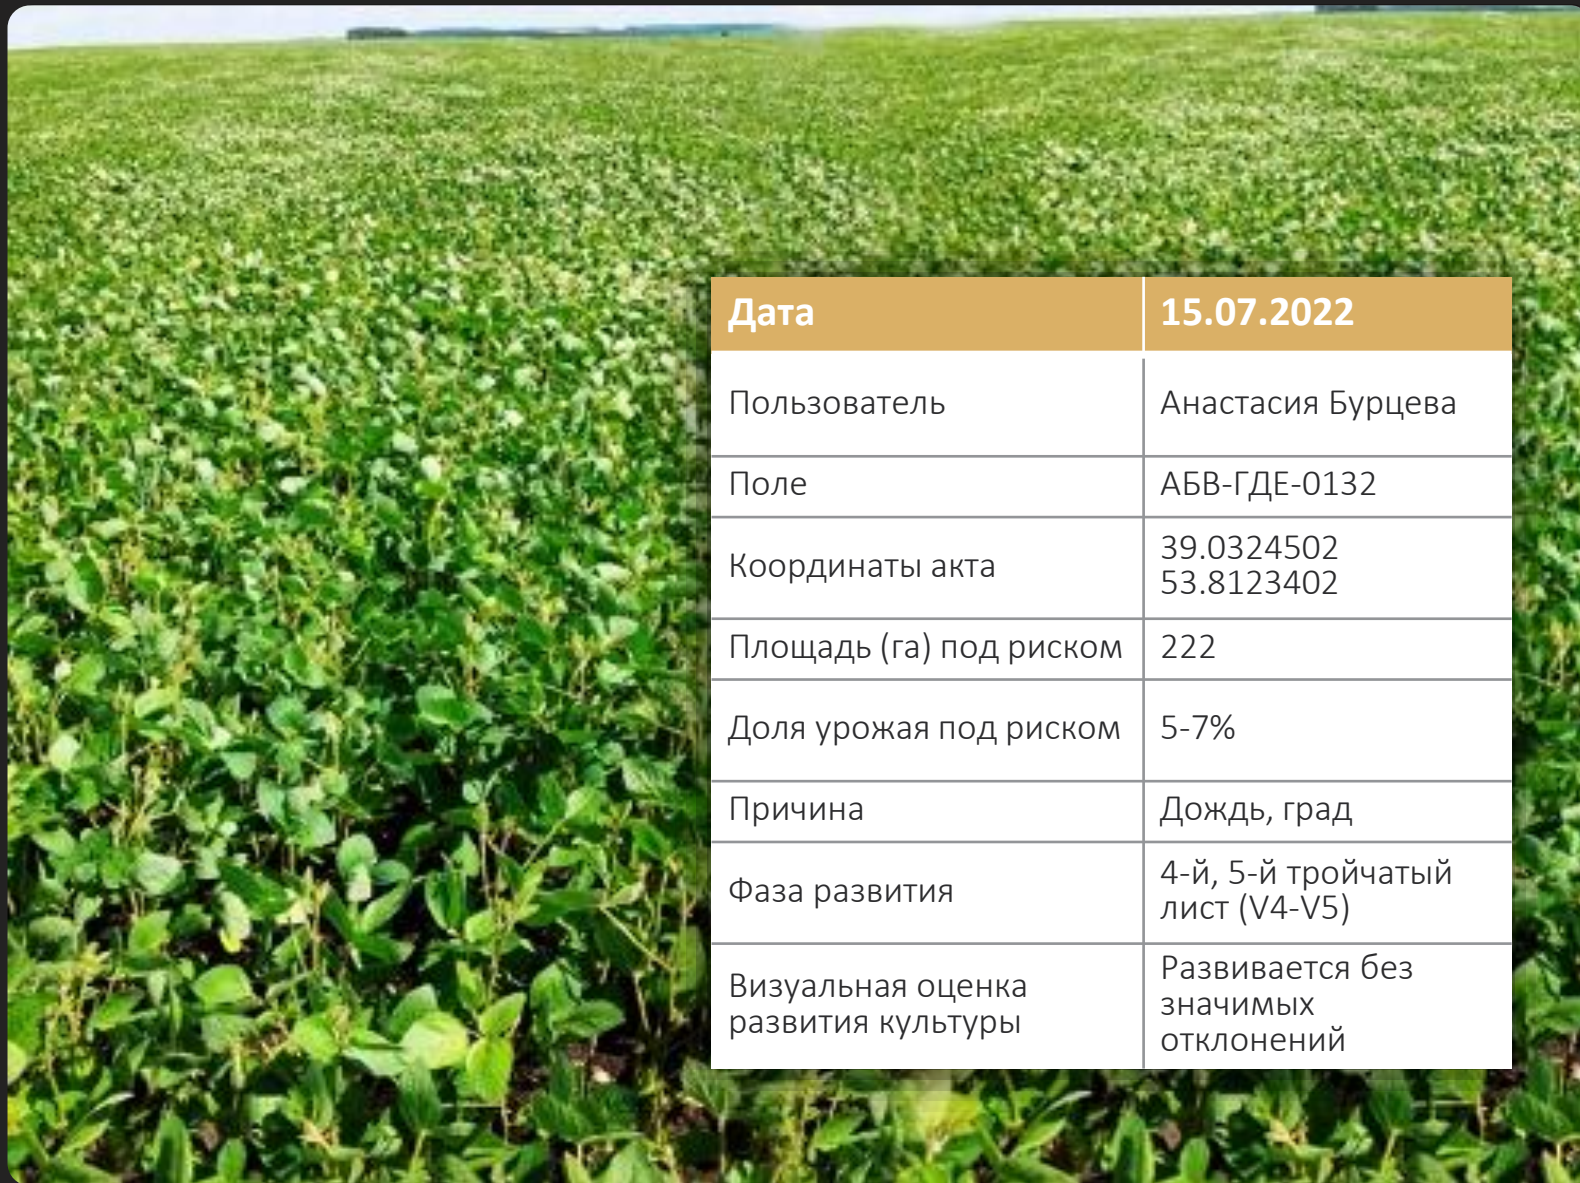 Дата 15.07.2022
Пользователь Анастасия Бурцева
Поле АБВ-ГДЕ-0132
Координаты акта 39.0324502
53.8123402
Площадь (га) под риском 222
Доля урожая под риском 5-7%
Причина Дождь, град
Фаза развития 4-й, 5-й тройчатый
лист (V4-V5)
Визуальная оценка
развития культуры
Развивается без
значимых
отклонений